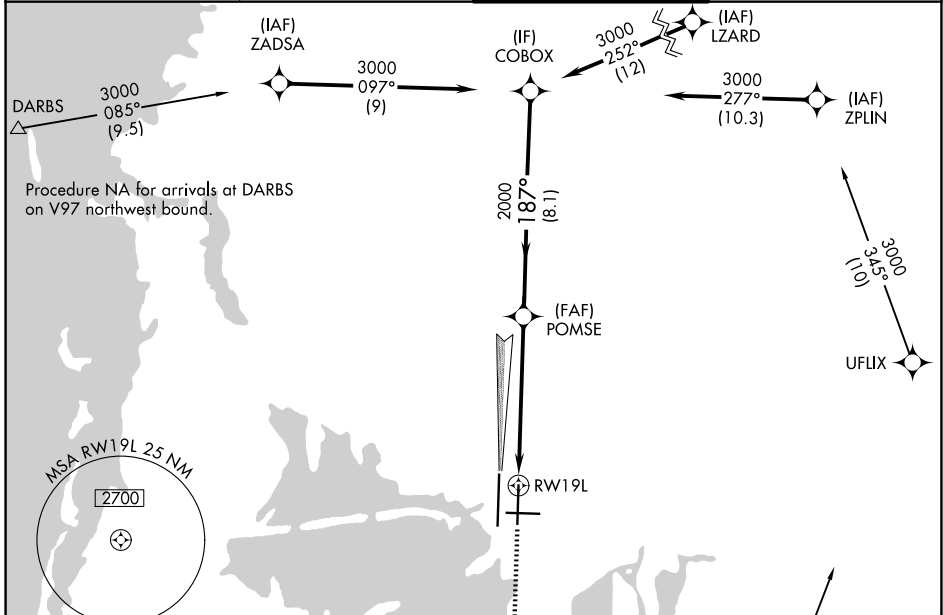 (IAF)
ZADSA
(IF)
COBOX
(IAF)
LZARD
3000
252°
(12)
3000
097°
(9)
3000
277°
(10.3)
(IAF)
ZPLIN
DARBS
3000
085°
(9.5)
Procedure NA for arrivals at DARBS
on V97 northwest bound.
2000
187°
(8.1)
3000
345°
(10)
(FAF)
POMSE
UFLIX
MSA RW19L 25 NM
2700
RW19L